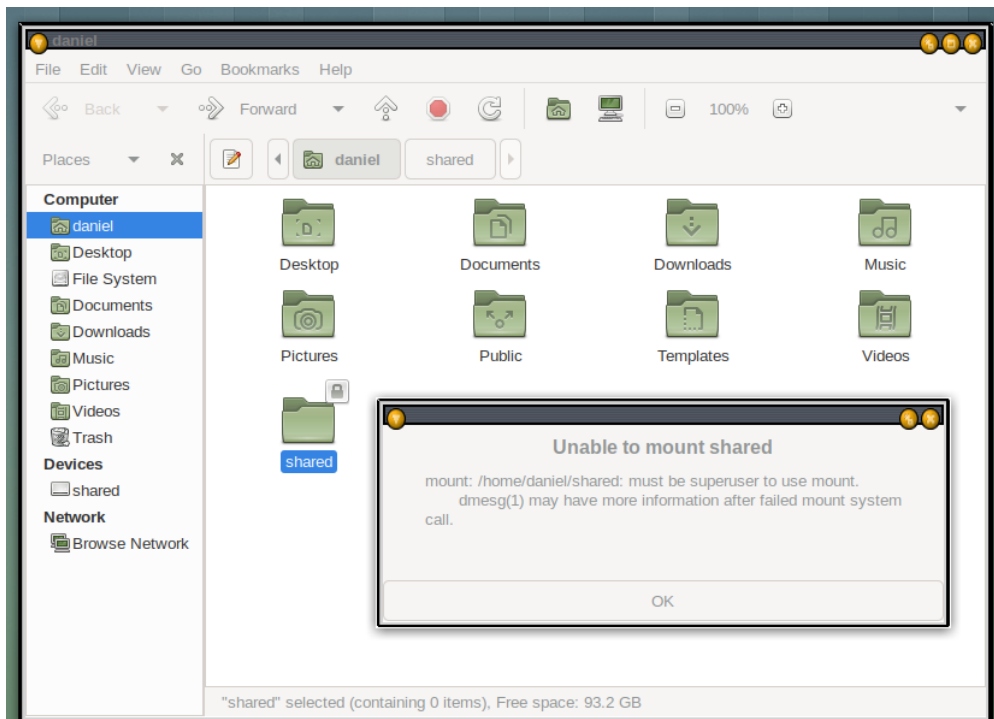 daniel
File Edit View Go Bookmarks Help
Back Forward 100%
Places daniel shared
Computer
daniel
Desktop
File System
Documents
Downloads
Music
Pictures
Videos
Trash
Devices
shared
Network
Browse Network
Desktop Documents Downloads Music
Pictures Public Templates Videos
shared
Unable to mount shared
mount: /home/daniel/shared: must be superuser to use mount.
dmesg(1) may have more information after failed mount system
call.
OK
"shared" selected (containing 0 items), Free space: 93.2 GB